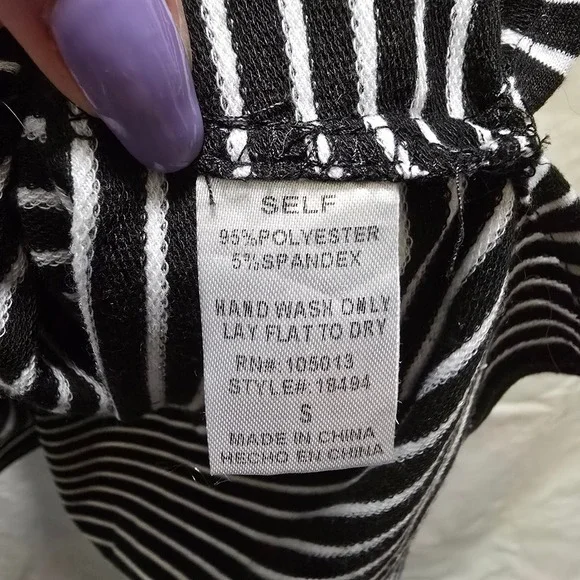 SELF
95%POLYESTER
5%SPANDEX
HAND WASH ONLY
LAY FLAT TO DRY
RN#:105013
STYLE#:18494
S
MADE IN CHINA
HECHO EN CHINA